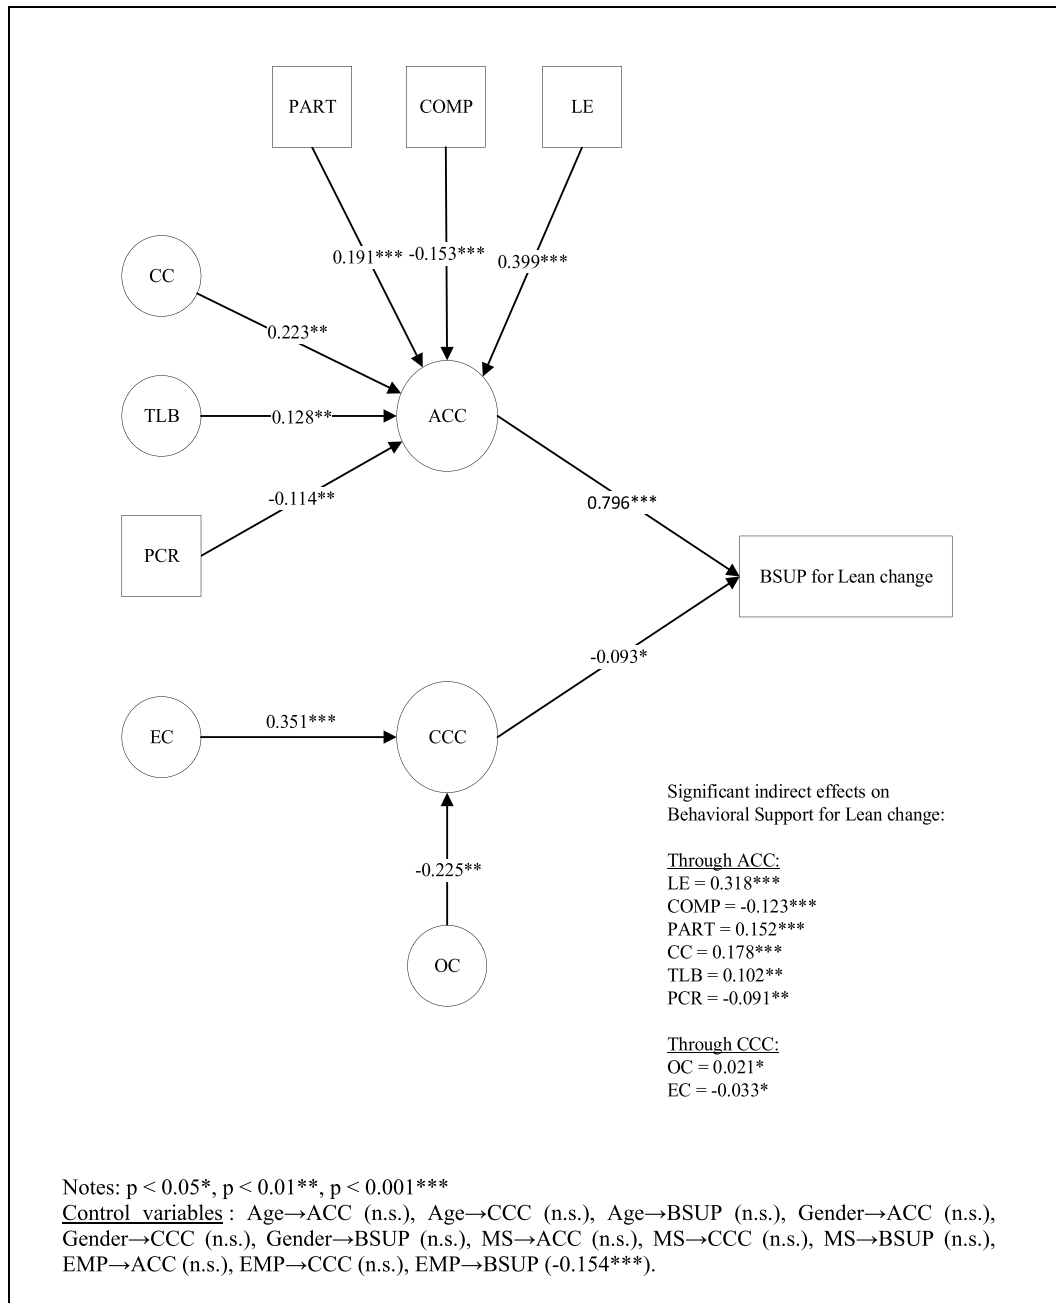 PART COMP LE
0.191*** -0.153*** 0.399***
CC
0.223**
TLB 0.128** ACC
-0.114** 0.796***
PCR
BSUP for Lean change
-0.093*
0.351***
EC CCC
-0.225**
OC
Significant indirect effects on
Behavioral Support for Lean change:
Through ACC:
LE = 0.318***
COMP = -0.123***
PART = 0.152***
CC = 0.178***
TLB = 0.102**
PCR = -0.091**
Through CCC:
OC = 0.021*
EC = -0.033*
Notes: p < 0.05*, p < 0.01**, p < 0.001***
Control variables : Age→ACC (n.s.), Age→CCC (n.s.), Age→BSUP (n.s.), Gender→ACC (n.s.),
Gender→CCC (n.s.), Gender→BSUP (n.s.), MS→ACC (n.s.), MS→CCC (n.s.), MS→BSUP (n.s.),
EMP→ACC (n.s.), EMP→CCC (n.s.), EMP→BSUP (-0.154***).